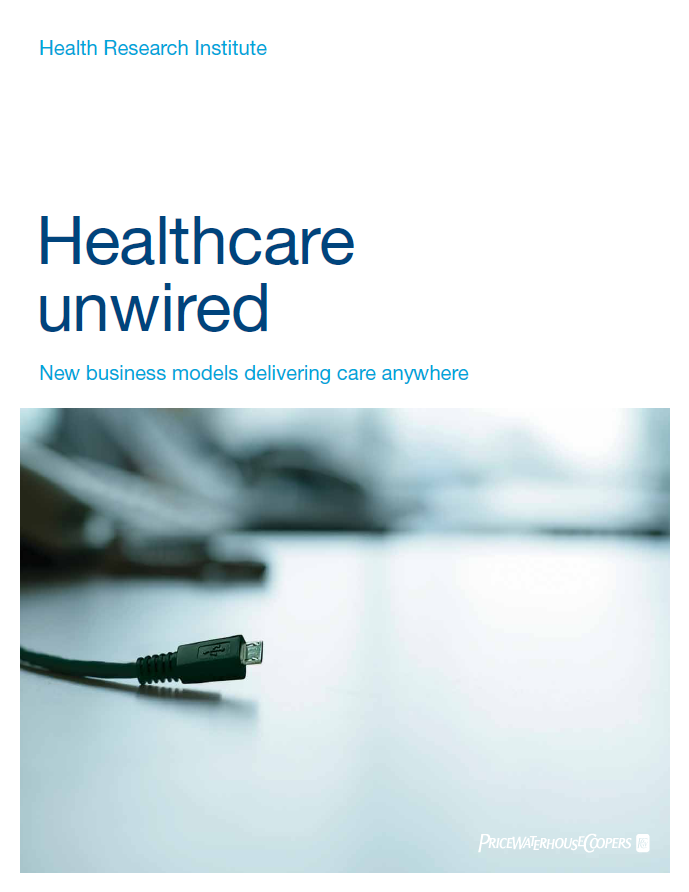 Health Research Institute
Healthcare
unwired
New business models delivering care anywhere
PRICEWATERHOUSECOOPERS